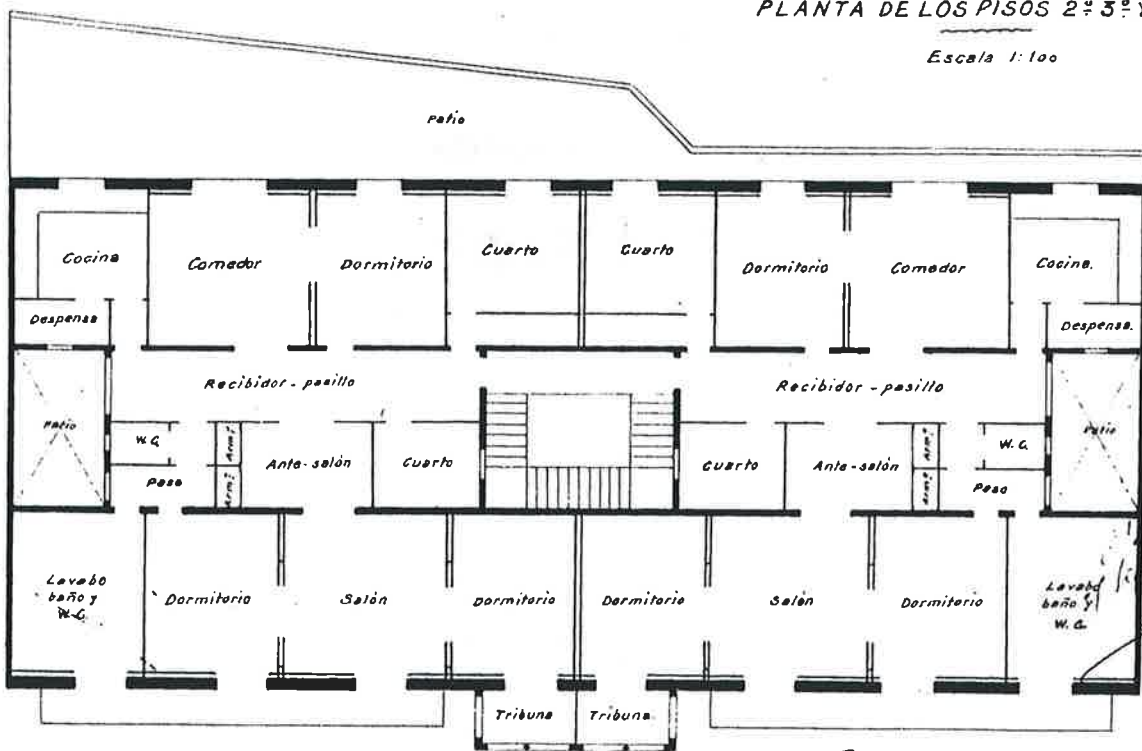 PLANTA DE LOS PISOS 2º 3º Y
Escala 1:100
Patio
Cocina
Comedor
Dormitorio
Cuarto
Cuarto
Dormitorio
Comedor
Cocina.
Despensa
Despensa.
Recibidor - pasillo
Recibidor - pasillo
Patio
W.C.
Arm.º
Arm.º
Paso
Ante-salón
Cuarto
Cuarto
Ante-salón
Arm.º
Arm.º
W.C.
Paso
Patio
Lavabo
baño y
W.C.
Dormitorio
Salón
Dormitorio
Dormitorio
Salón
Dormitorio
Lavabo
baño y
W.C.
Tribuna
Tribuna